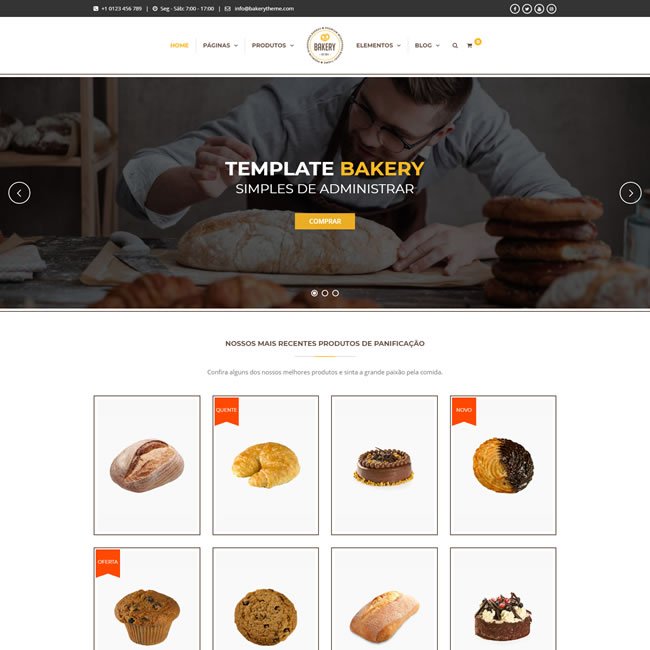 +1 0123 456 789 | Seg - Sáb: 7:00 - 17:00 | info@bakerytheme.com
HOME PÁGINAS PRODUTOS BAKERY ELEMENTOS BLOG 0
TEMPLATE BAKERY
SIMPLES DE ADMINISTRAR
COMPRAR
NOSSOS MAIS RECENTES PRODUTOS DE PANIFICAÇÃO
Confira alguns dos nossos melhores produtos e sinta a grande paixão pela comida.
QUENTE
NOVO
OFERTA